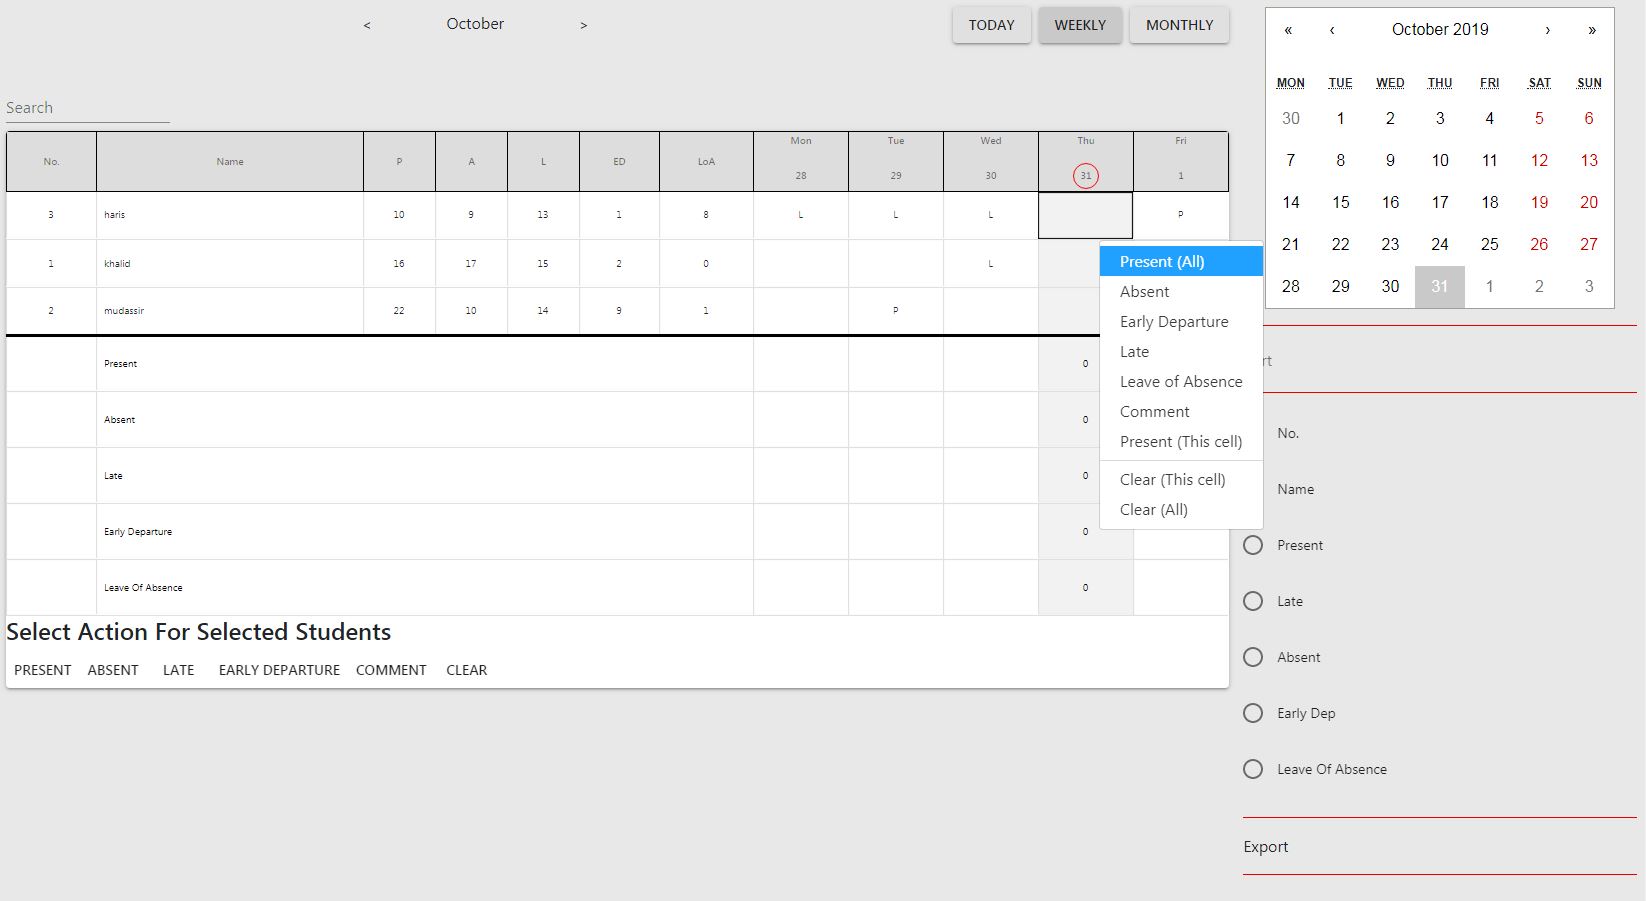 < October >
TODAY WEEKLY MONTHLY
« ‹ October 2019 › »
MON TUE WED THU FRI SAT SUN
30 1 2 3 4 5 6
7 8 9 10 11 12 13
14 15 16 17 18 19 20
21 22 23 24 25 26 27
28 29 30 31 1 2 3
Search
No. Name P A L ED LoA Mon 28 Tue 29 Wed 30 Thu 31 Fri 1
3 haris 10 9 13 1 8 L L L P
1 khalid 16 17 15 2 0 L
2 mudassir 22 10 14 9 1 P
Present 0
Absent 0
Late 0
Early Departure 0
Leave Of Absence 0
Present (All)
Absent
Early Departure
Late
Leave of Absence
Comment
Present (This cell)
Clear (This cell)
Clear (All)
Select Action For Selected Students
PRESENT ABSENT LATE EARLY DEPARTURE COMMENT CLEAR
No.
Name
Present
Late
Absent
Early Dep
Leave Of Absence
Export